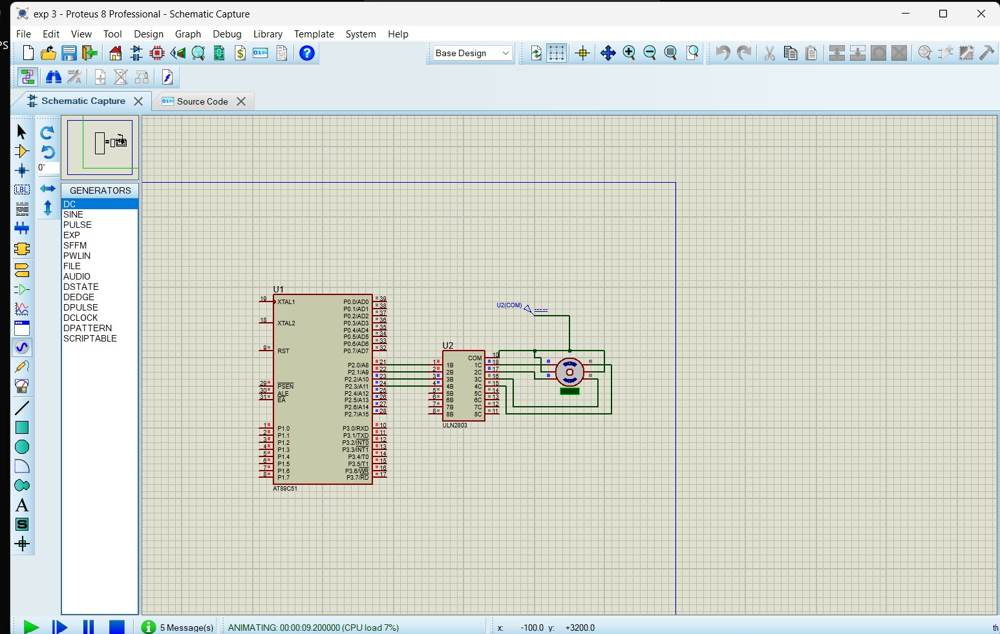 exp 3 - Proteus 8 Professional - Schematic Capture
File Edit View Tool Design Graph Debug Library Template System Help
PS
Base Design
Schematic Capture
Source Code
0°
LBL
GENERATORS
DC
SINE
PULSE
EXP
SFFM
PWLIN
FILE
AUDIO
DSTATE
DEDGE
DPULSE
DCLOCK
DPATTERN
SCRIPTABLE
A
S
U1
19 XTAL1
18 XTAL2
9 RST
29 PSEN
30 ALE
31 EA
1 P1.0
2 P1.1
3 P1.2
4 P1.3
5 P1.4
6 P1.5
7 P1.6
8 P1.7
P0.0/AD0 39
P0.1/AD1 38
P0.2/AD2 37
P0.3/AD3 36
P0.4/AD4 35
P0.5/AD5 34
P0.6/AD6 33
P0.7/AD7 32
P2.0/A8 21
P2.1/A9 22
P2.2/A10 23
P2.3/A11 24
P2.4/A12 25
P2.5/A13 26
P2.6/A14 27
P2.7/A15 28
P3.0/RXD 10
P3.1/TXD 11
P3.2/INT0 12
P3.3/INT1 13
P3.4/T0 14
P3.5/T1 15
P3.6/WR 16
P3.7/RD 17
AT89C51
U2(COM)
U2
COM 10
1 1B 1C 18
2 2B 2C 17
3 3B 3C 16
4 4B 4C 15
5 5B 5C 14
6 6B 6C 13
7 7B 7C 12
8 8B 8C 11
ULN2803
5 Message(s)
ANIMATING: 00:00:09.200000 (CPU load 7%)
x: -100.0 y: +3200.0
th